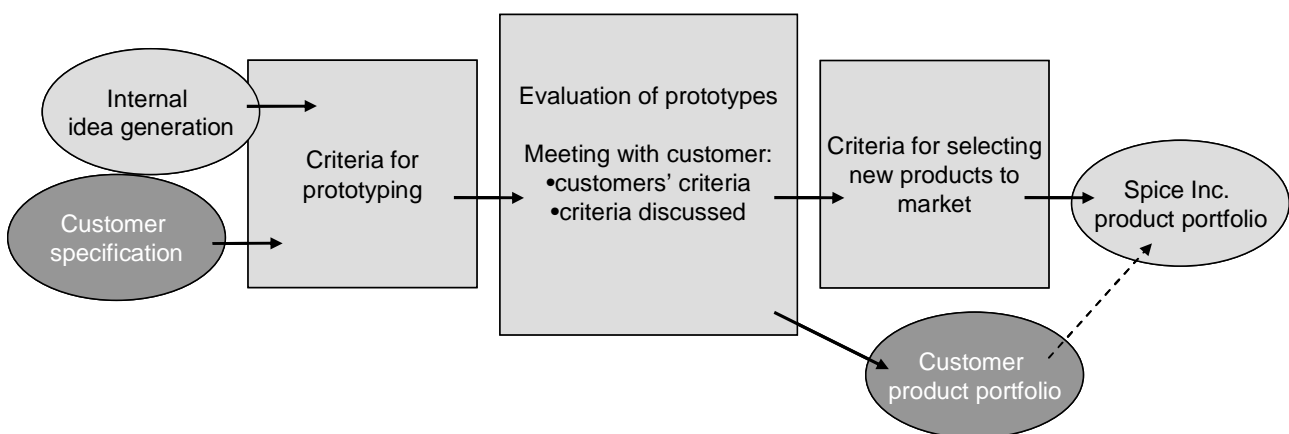 Internal
idea generation
Customer
specification
Criteria for
prototyping
Evaluation of prototypes
Meeting with customer:
•customers’ criteria
•criteria discussed
Criteria for selecting
new products to
market
Spice Inc.
product portfolio
Customer
product portfolio